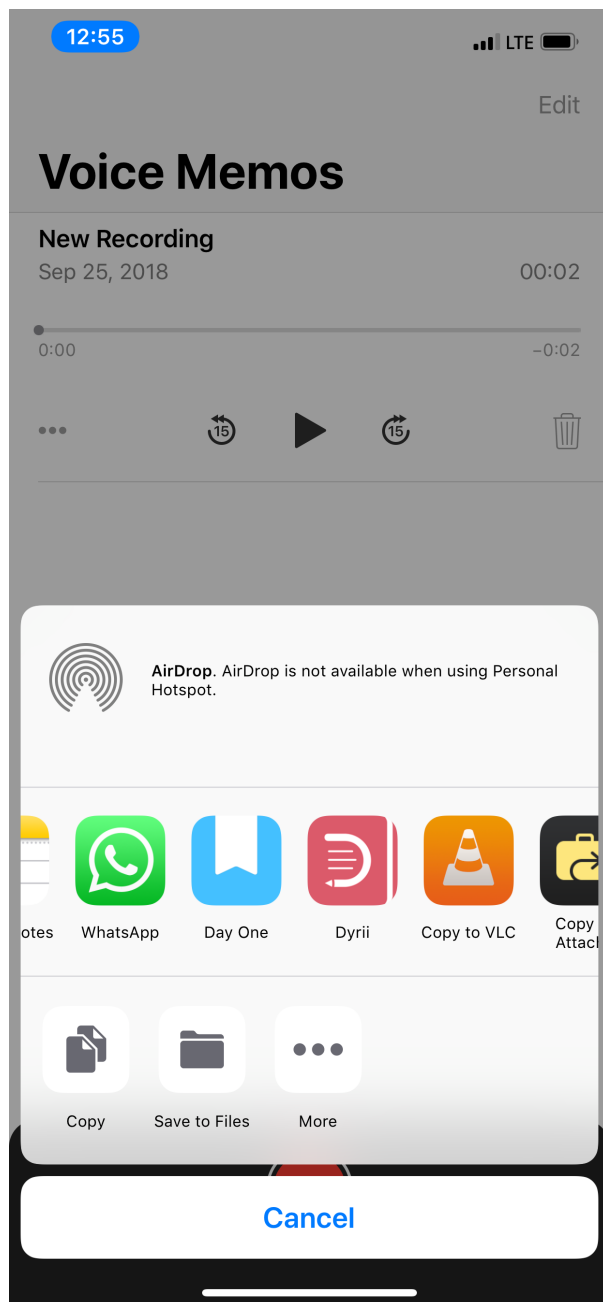 12:55
LTE
Edit
Voice Memos
New Recording
Sep 25, 2018 00:02
0:00 −0:02
15 15
AirDrop. AirDrop is not available when using Personal
Hotspot.
otes WhatsApp Day One Dyrii Copy to VLC Copy
Attach
Copy Save to Files More
Cancel